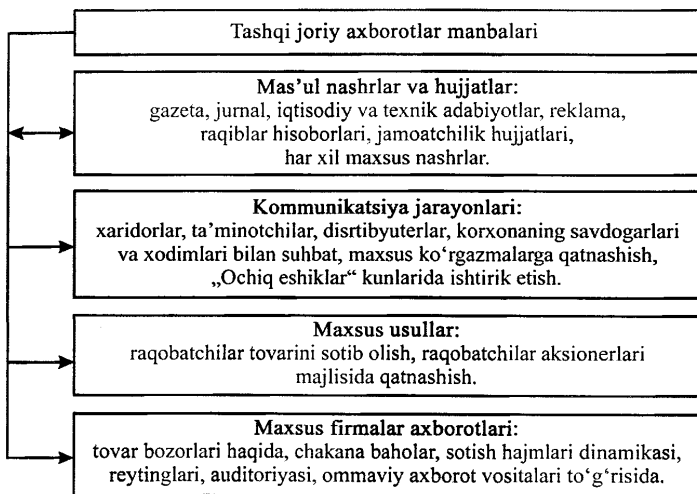 Tashqi joriy axborotlar manbalari
Mas’ul nashrlar va hujjatlar:
gazeta, jurnal, iqtisodiy va texnik adabiyotlar, reklama,
raqiblar hisoborlari, jamoatchilik hujjatlari,
har xil maxsus nashrlar.
Kommunikatsiya jarayonlari:
xaridorlar, ta’minotchilar, disrtibyuterlar, korxonaning savdogarlari
va xodimlari bilan suhbat, maxsus ko‘rgazmalarga qatnashish,
„Ochiq eshiklar“ kunlarida ishtirik etish.
Maxsus usullar:
raqobatchilar tovarini sotib olish, raqobatchilar aksionerlari
majlisida qatnashish.
Maxsus firmalar axborotlari:
tovar bozorlari haqida, chakana baholar, sotish hajmlari dinamikasi,
reytinglari, auditoriyasi, ommaviy axborot vositalari to‘g‘risida.